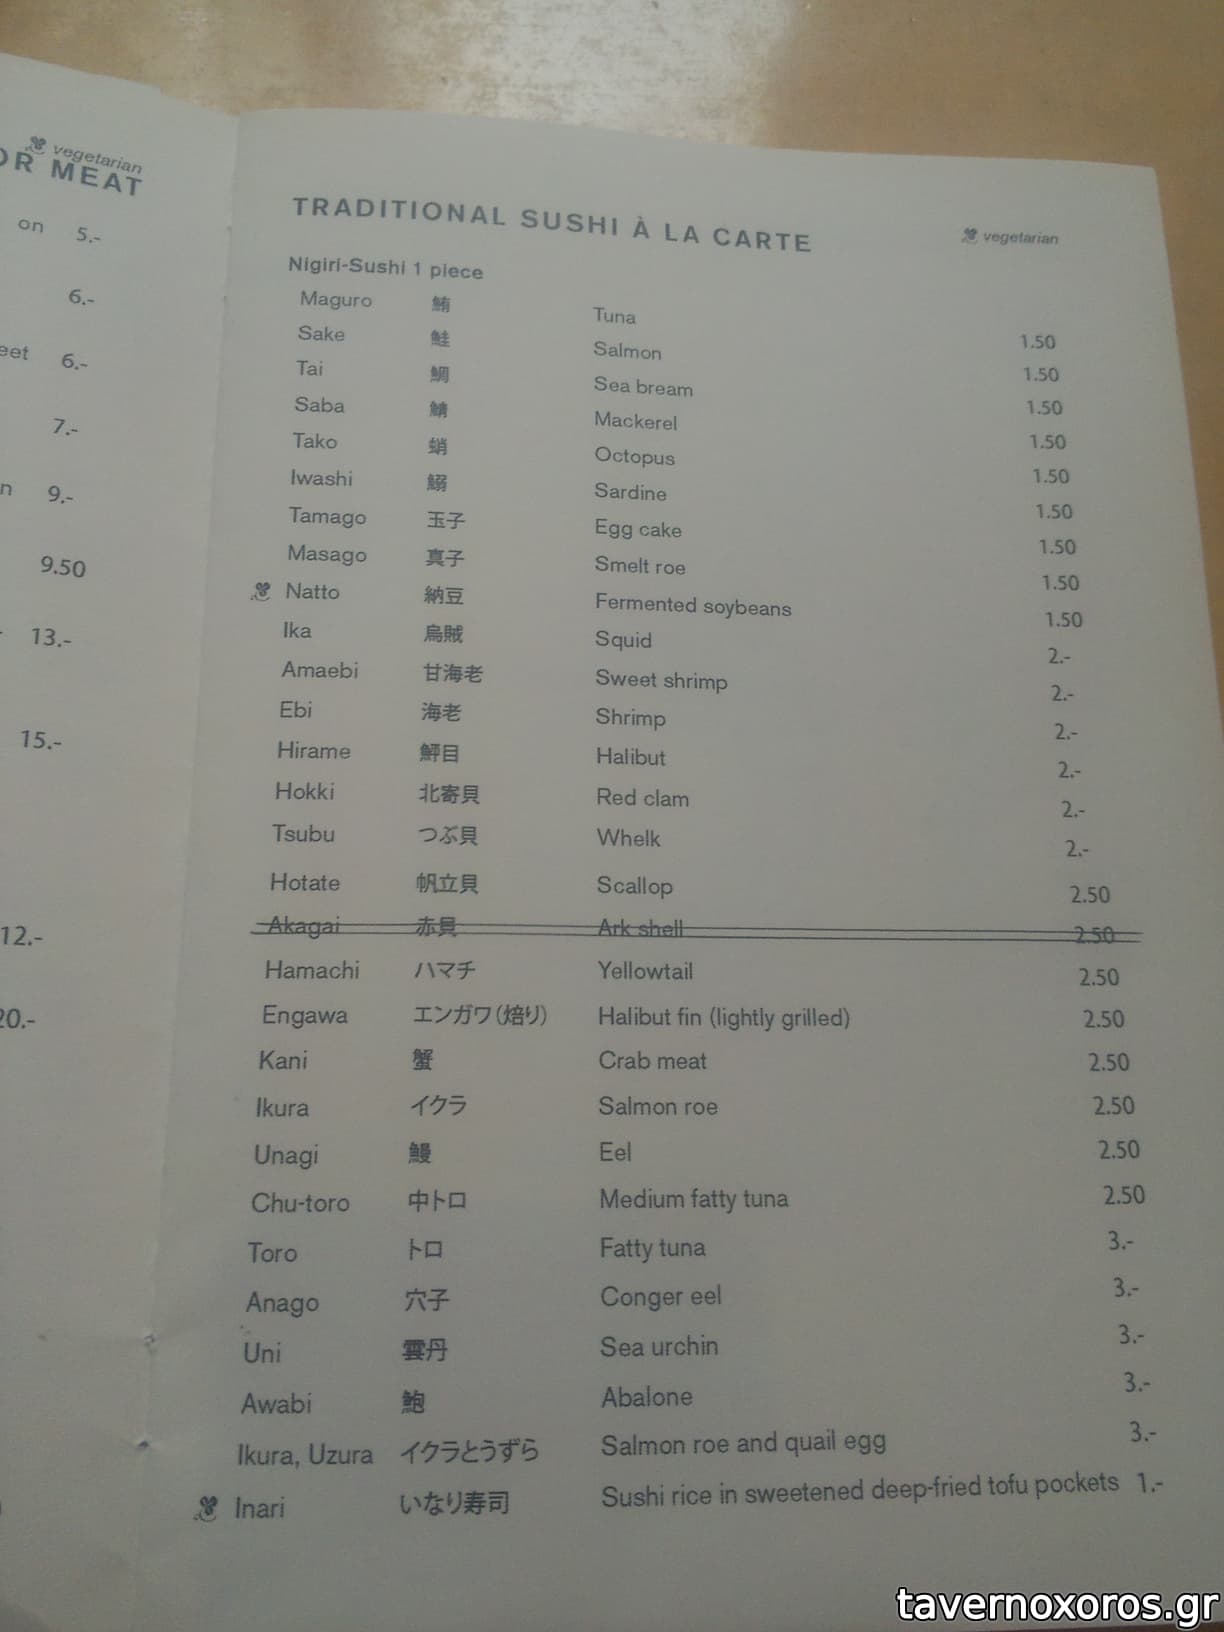 vegetarian
OR MEAT
on 5.-
6.-
eet 6.-
7.-
n 9.-
9.50
13.-
15.-
12.-
20.-
TRADITIONAL SUSHI À LA CARTE
vegetarian
Nigiri-Sushi 1 piece
Maguro 鮪 Tuna 1.50
Sake 鮭 Salmon 1.50
Tai 鯛 Sea bream 1.50
Saba 鯖 Mackerel 1.50
Tako 蛸 Octopus 1.50
Iwashi 鰯 Sardine 1.50
Tamago 玉子 Egg cake 1.50
Masago 真子 Smelt roe 1.50
Natto 納豆 Fermented soybeans 1.50
Ika 烏賊 Squid 2.-
Amaebi 甘海老 Sweet shrimp 2.-
Ebi 海老 Shrimp 2.-
Hirame 鮃目 Halibut 2.-
Hokki 北寄貝 Red clam 2.-
Tsubu つぶ貝 Whelk 2.-
Hotate 帆立貝 Scallop 2.50
Akagai 赤貝 Ark shell 2.50
Hamachi ハマチ Yellowtail 2.50
Engawa エンガワ（焙り） Halibut fin (lightly grilled) 2.50
Kani 蟹 Crab meat 2.50
Ikura イクラ Salmon roe 2.50
Unagi 鰻 Eel 2.50
Chu-toro 中トロ Medium fatty tuna 2.50
Toro トロ Fatty tuna 3.-
Anago 穴子 Conger eel 3.-
Uni 雲丹 Sea urchin 3.-
Awabi 鮑 Abalone 3.-
Ikura, Uzura イクラとうずら Salmon roe and quail egg 3.-
Inari いなり寿司 Sushi rice in sweetened deep-fried tofu pockets 1.-
tavernoxoros.gr